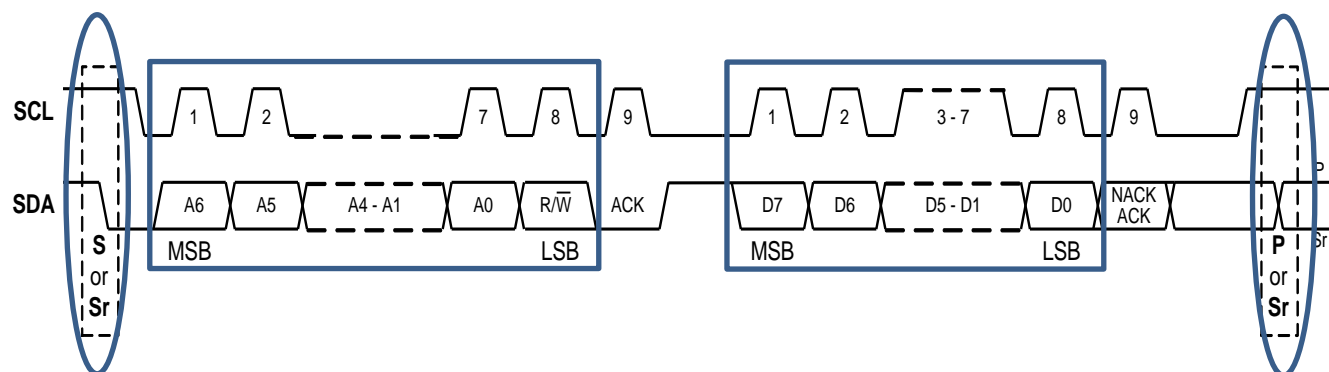 SCL 1 2 7 8 9 1 2 3 - 7 8 9
P
SDA A6 A5 A4 - A1 A0 R/W̅ ACK D7 D6 D5 - D1 D0 NACK
ACK
Sr
S MSB LSB MSB LSB P
or or
Sr Sr